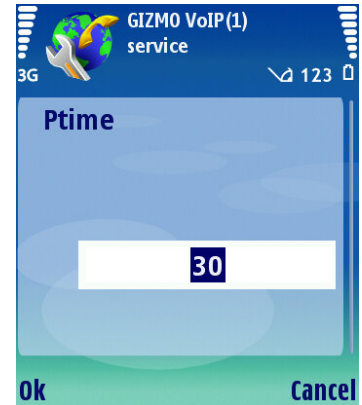 GIZMO VoIP(1)
service
3G
123
Ptime
30
Ok Cancel